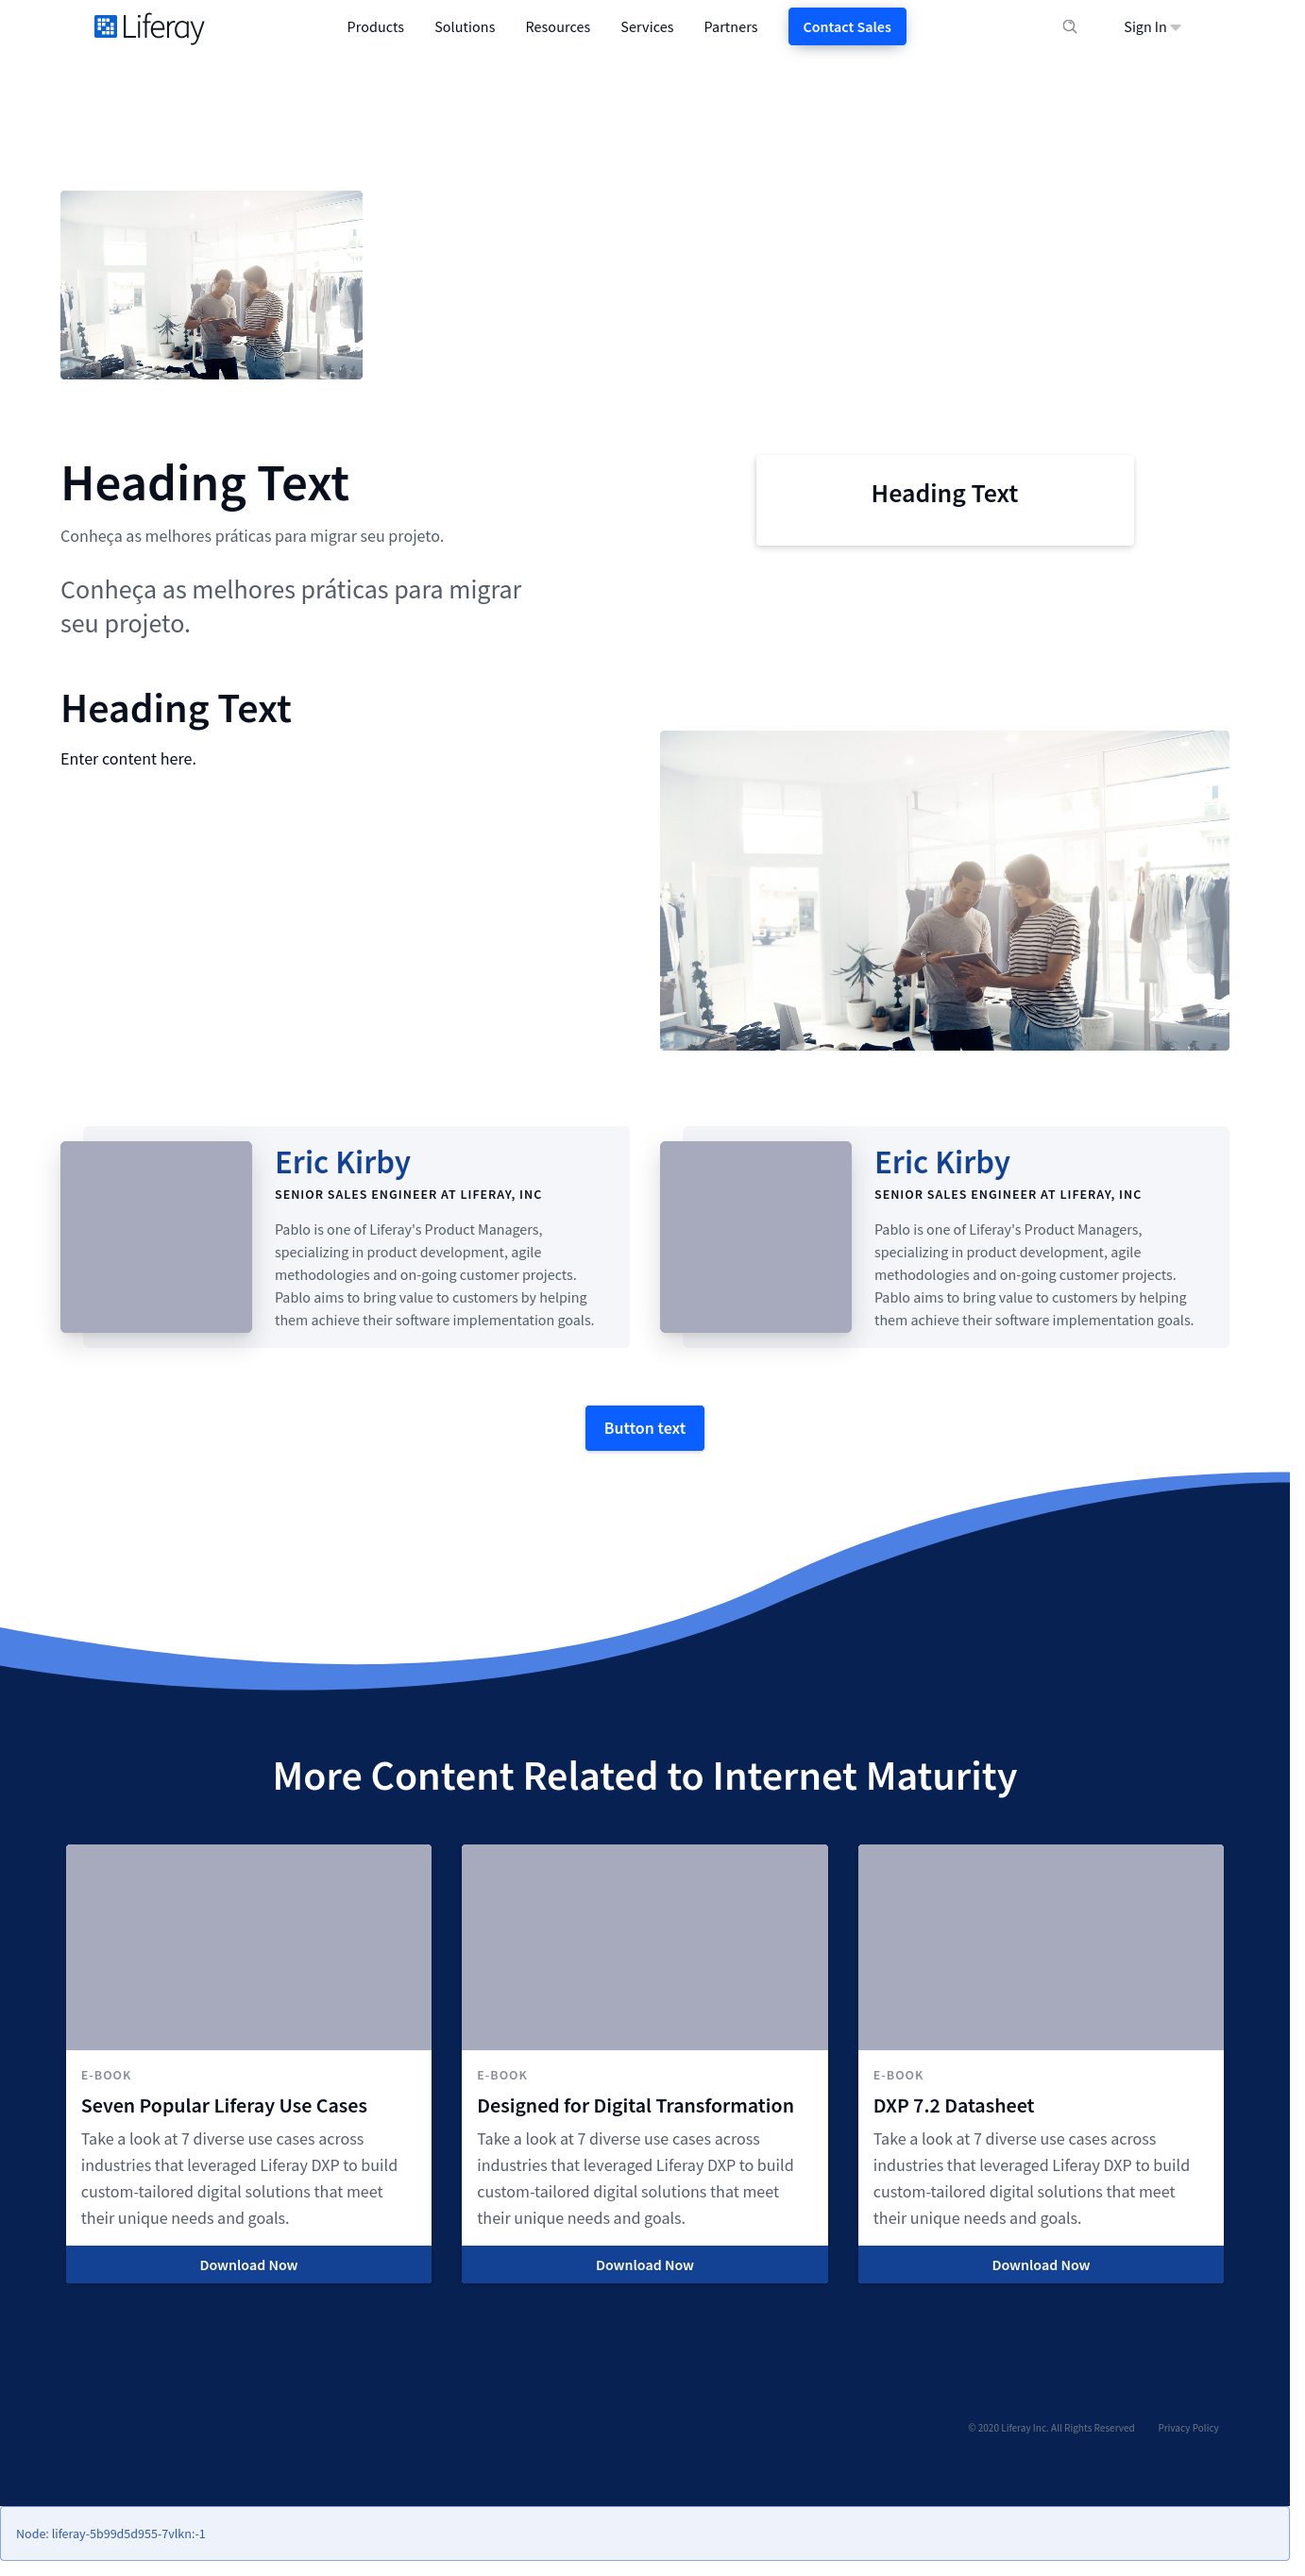 Liferay
Products
Solutions
Resources
Services
Partners
Contact Sales
Sign In
Heading Text
Conheça as melhores práticas para migrar seu projeto.
Conheça as melhores práticas para migrar
seu projeto.
Heading Text
Heading Text
Enter content here.
Eric Kirby
SENIOR SALES ENGINEER AT LIFERAY, INC
Pablo is one of Liferay's Product Managers,
specializing in product development, agile
methodologies and on-going customer projects.
Pablo aims to bring value to customers by helping
them achieve their software implementation goals.
Eric Kirby
SENIOR SALES ENGINEER AT LIFERAY, INC
Pablo is one of Liferay's Product Managers,
specializing in product development, agile
methodologies and on-going customer projects.
Pablo aims to bring value to customers by helping
them achieve their software implementation goals.
Button text
More Content Related to Internet Maturity
E-BOOK
Seven Popular Liferay Use Cases
Take a look at 7 diverse use cases across
industries that leveraged Liferay DXP to build
custom-tailored digital solutions that meet
their unique needs and goals.
Download Now
E-BOOK
Designed for Digital Transformation
Take a look at 7 diverse use cases across
industries that leveraged Liferay DXP to build
custom-tailored digital solutions that meet
their unique needs and goals.
Download Now
E-BOOK
DXP 7.2 Datasheet
Take a look at 7 diverse use cases across
industries that leveraged Liferay DXP to build
custom-tailored digital solutions that meet
their unique needs and goals.
Download Now
© 2020 Liferay Inc. All Rights Reserved
Privacy Policy
Node: liferay-5b99d5d955-7vlkn:-1